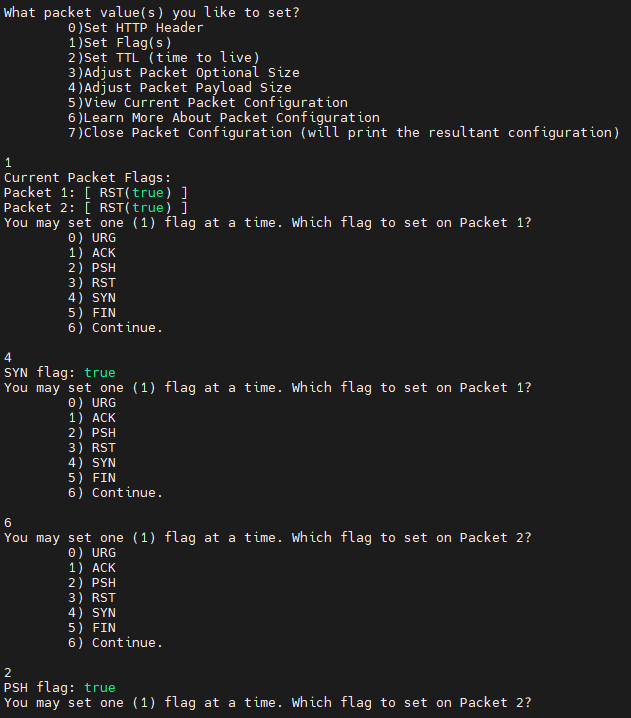 What packet value(s) you like to set?
0)Set HTTP Header
1)Set Flag(s)
2)Set TTL (time to live)
3)Adjust Packet Optional Size
4)Adjust Packet Payload Size
5)View Current Packet Configuration
6)Learn More About Packet Configuration
7)Close Packet Configuration (will print the resultant configuration)
1
Current Packet Flags:
Packet 1: [ RST(true) ]
Packet 2: [ RST(true) ]
You may set one (1) flag at a time. Which flag to set on Packet 1?
0) URG
1) ACK
2) PSH
3) RST
4) SYN
5) FIN
6) Continue.
4
SYN flag: true
You may set one (1) flag at a time. Which flag to set on Packet 1?
0) URG
1) ACK
2) PSH
3) RST
4) SYN
5) FIN
6) Continue.
6
You may set one (1) flag at a time. Which flag to set on Packet 2?
0) URG
1) ACK
2) PSH
3) RST
4) SYN
5) FIN
6) Continue.
2
PSH flag: true
You may set one (1) flag at a time. Which flag to set on Packet 2?